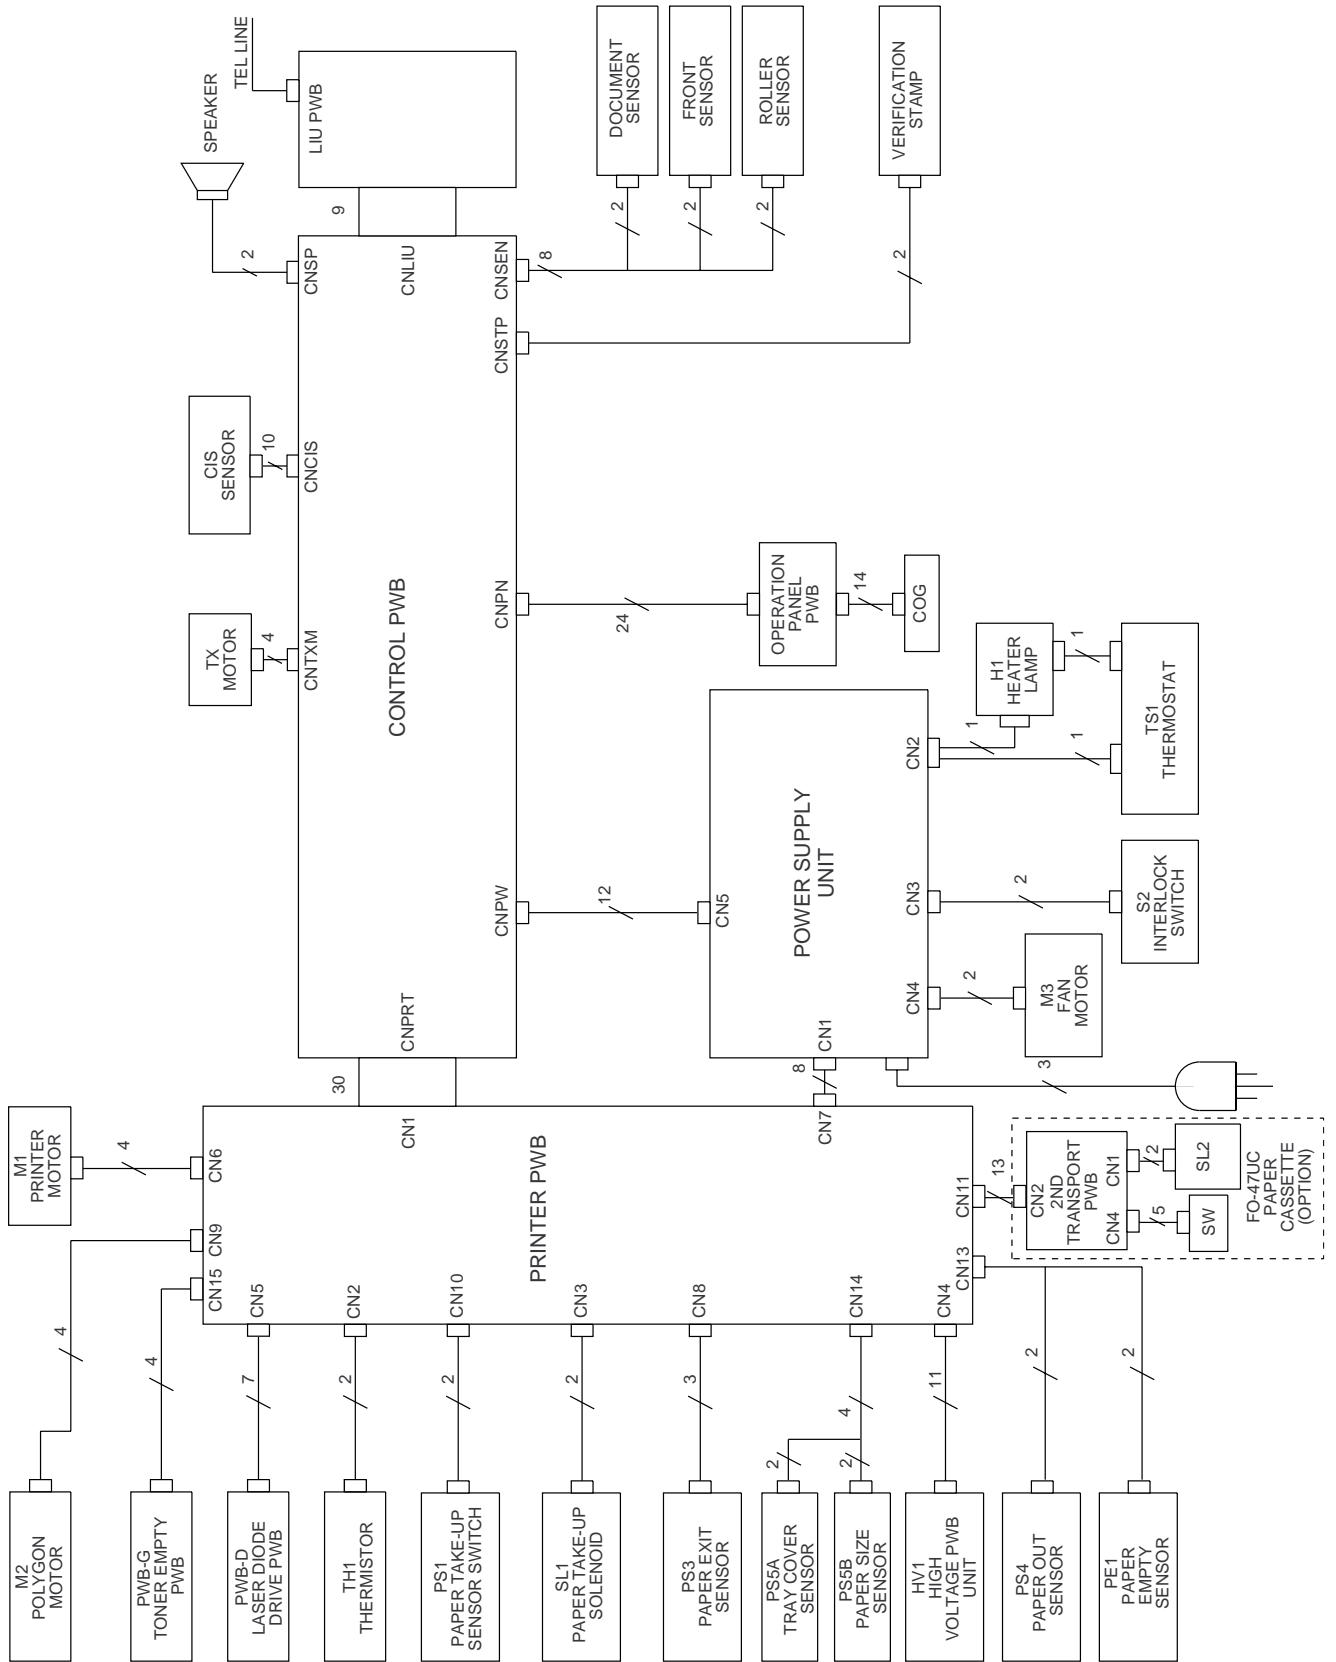 M2
POLYGON
MOTOR
PWB-G
TONER EMPTY
PWB
PWB-D
LASER DIODE
DRIVE PWB
TH1
THERMISTOR
PS1
PAPER TAKE-UP
SENSOR SWITCH
SL1
PAPER TAKE-UP
SOLENOID
PS3
PAPER EXIT
SENSOR
PS5A
TRAY COVER
SENSOR
PS5B
PAPER SIZE
SENSOR
HV1
HIGH
VOLTAGE PWB
UNIT
PS4
PAPER OUT
SENSOR
PE1
PAPER
EMPTY
SENSOR
4
4
7
2
2
2
3
2
2
4
11
2
2
M1
PRINTER
MOTOR
4
CN6
CN9
CN15
CN5
CN2
CN10
CN3
CN8
CN14
CN4
CN13
CN11
CN7
CN1
PRINTER PWB
30
8
13
CN2
2ND
TRANSPORT
PWB
CN4
CN1
5
2
SW
SL2
FO-47UC
PAPER
CASSETTE
(OPTION)
3
CNPRT
CNPW
CONTROL PWB
CNTXM
CNCIS
CNSP
CNLIU
CNSEN
CNSTP
CNPN
TX
MOTOR
4
CIS
SENSOR
10
SPEAKER
2
TEL LINE
LIU PWB
9
8
DOCUMENT
SENSOR
2
FRONT
SENSOR
2
ROLLER
SENSOR
2
VERIFICATION
STAMP
2
24
OPERATION
PANEL
PWB
14
COG
12
CN5
CN1
CN4
CN3
CN2
POWER SUPPLY
UNIT
2
M3
FAN
MOTOR
2
S2
INTERLOCK
SWITCH
1
1
H1
HEATER
LAMP
1
TS1
THERMOSTAT